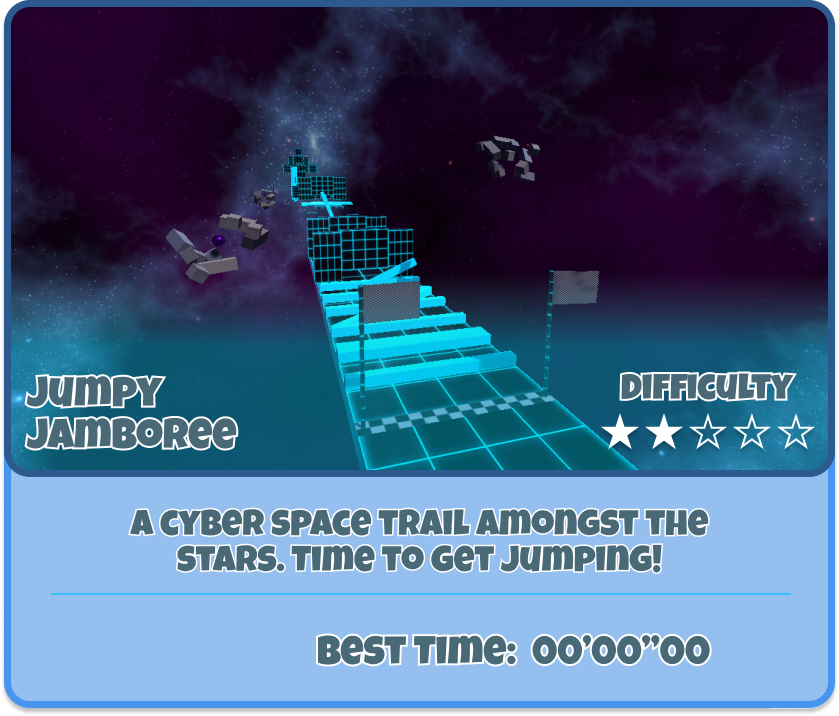 Jumpy
Jamboree
Difficulty
A cyber space trail amongst the
stars. Time to get jumping!
Best Time: 00’00”00